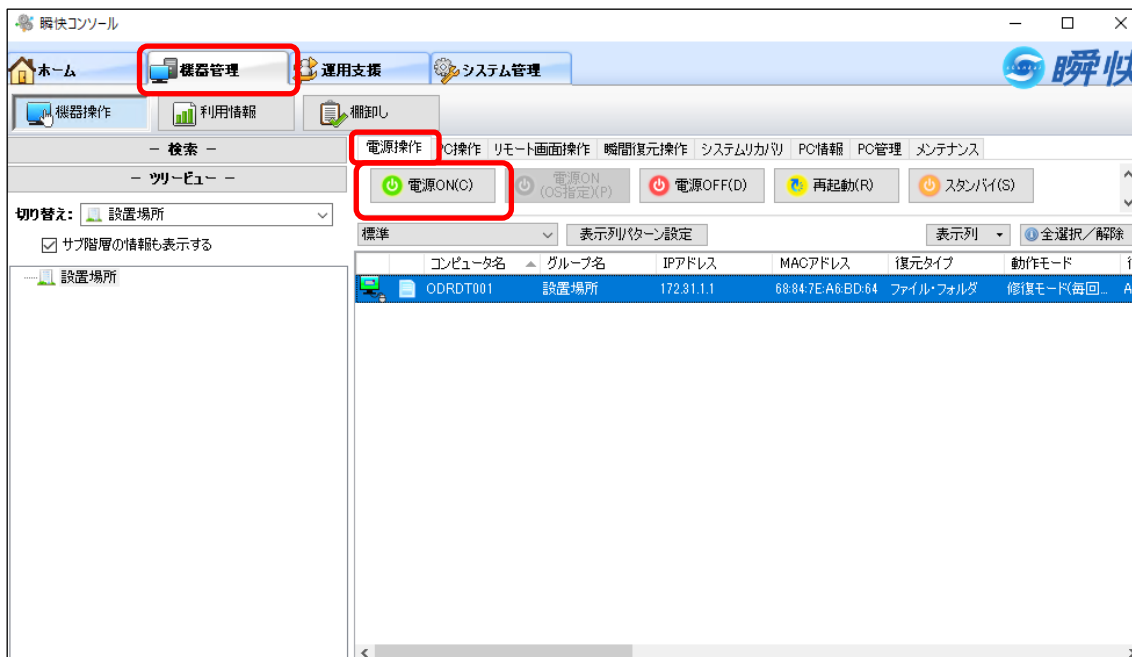 瞬快コンソール
ホーム 機器管理 運用支援 システム管理 瞬快
機器操作 利用情報 棚卸し
－ 検索 －
電源操作 PC操作 リモート画面操作 瞬間復元操作 システムリカバリ PC情報 PC管理 メンテナンス
－ ツリービュー －
電源ON(C) 電源ON (OS指定)(P) 電源OFF(D) 再起動(R) スタンバイ(S)
切り替え： 設置場所
サブ階層の情報も表示する
標準 表示列パターン設定 表示列 全選択／解除
コンピュータ名 グループ名 IPアドレス MACアドレス 復元タイプ 動作モード
設置場所
ODRDT001 設置場所 172.31.1.1 68:84:7E:A6:BD:64 ファイル・フォルダ 修復モード(毎回... A